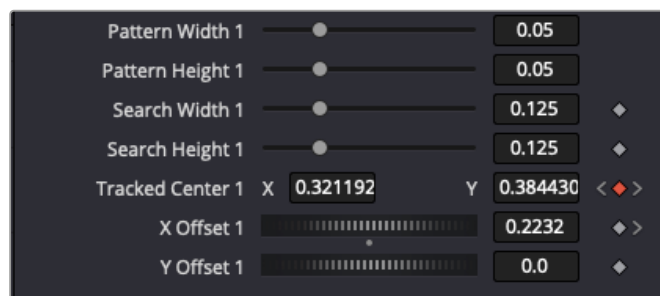 Pattern Width 1 0.05
Pattern Height 1 0.05
Search Width 1 0.125
Search Height 1 0.125
Tracked Center 1 X 0.321192 Y 0.384430
X Offset 1 0.2232
Y Offset 1 0.0